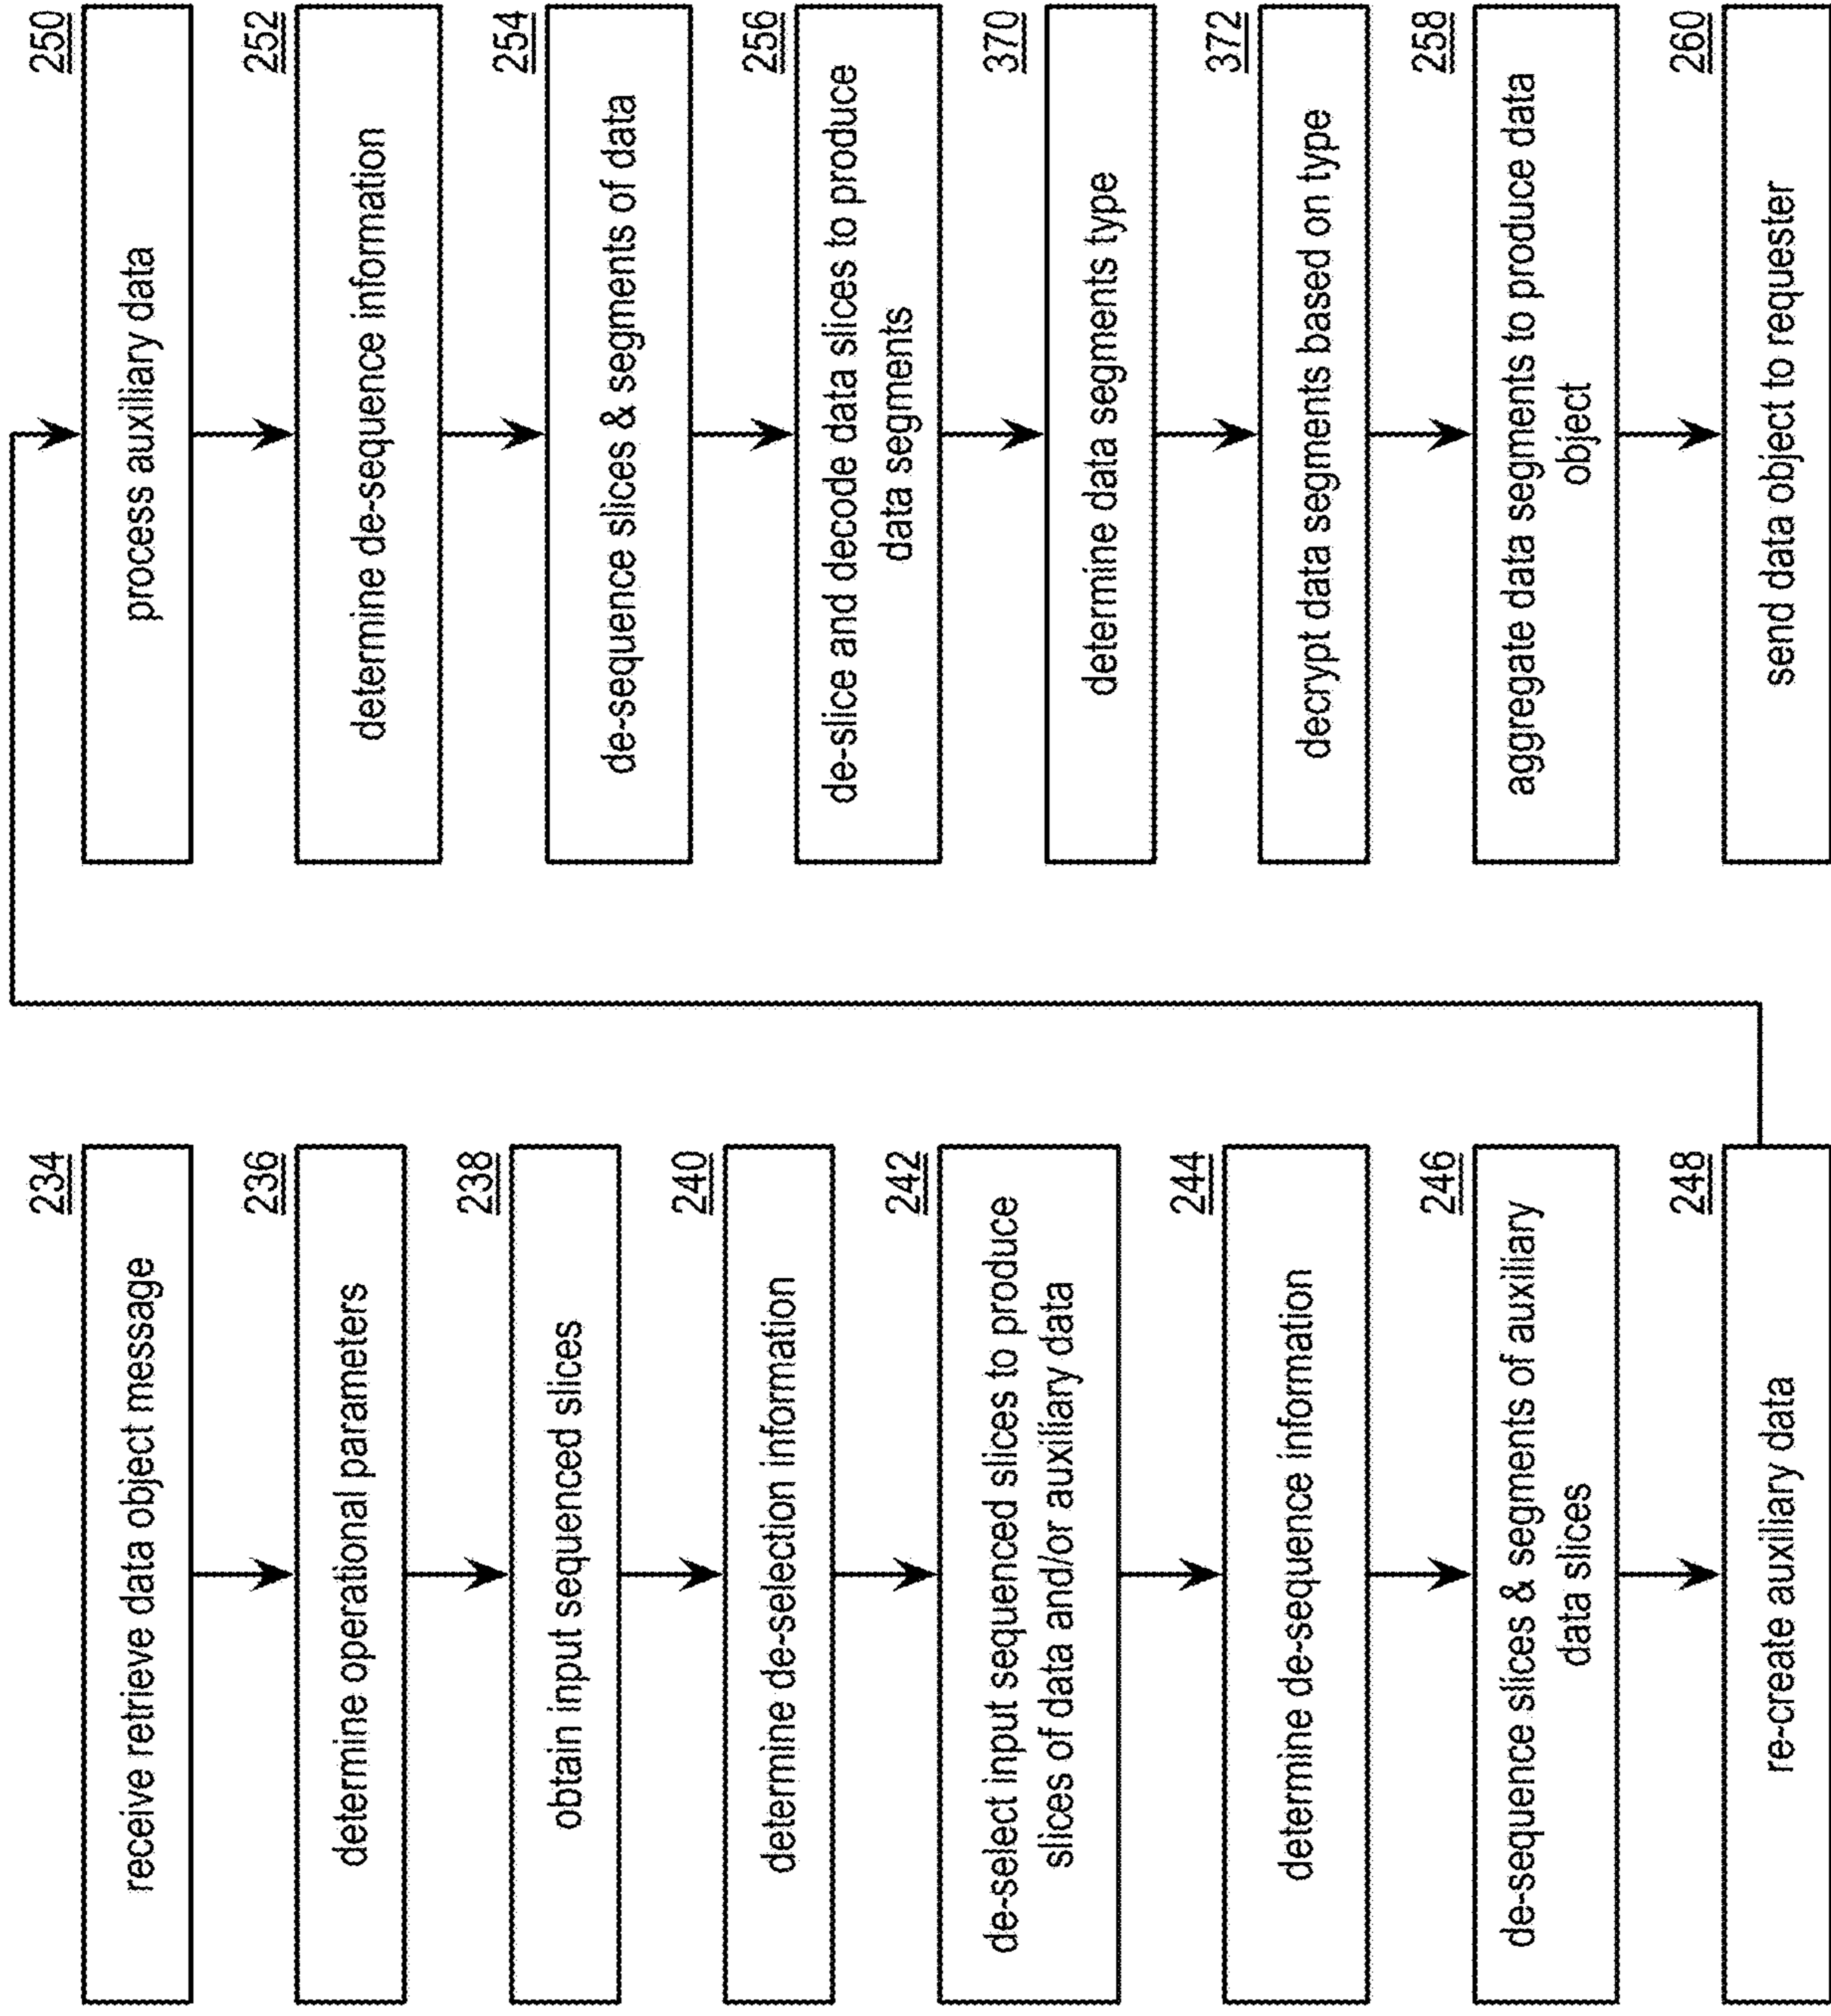 234
receive retrieve data object message
236
determine operational parameters
238
obtain input sequenced slices
240
determine de-selection information
242
de-select input sequenced slices to produce
slices of data and/or auxiliary data
244
determine de-sequence information
246
de-sequence slices & segments of auxiliary
data slices
248
re-create auxiliary data
250
process auxiliary data
252
determine de-sequence information
254
de-sequence slices & segments of data
256
de-slice and decode data slices to produce
data segments
370
determine data segments type
372
decrypt data segments based on type
258
aggregate data segments to produce data
object
260
send data object to requester